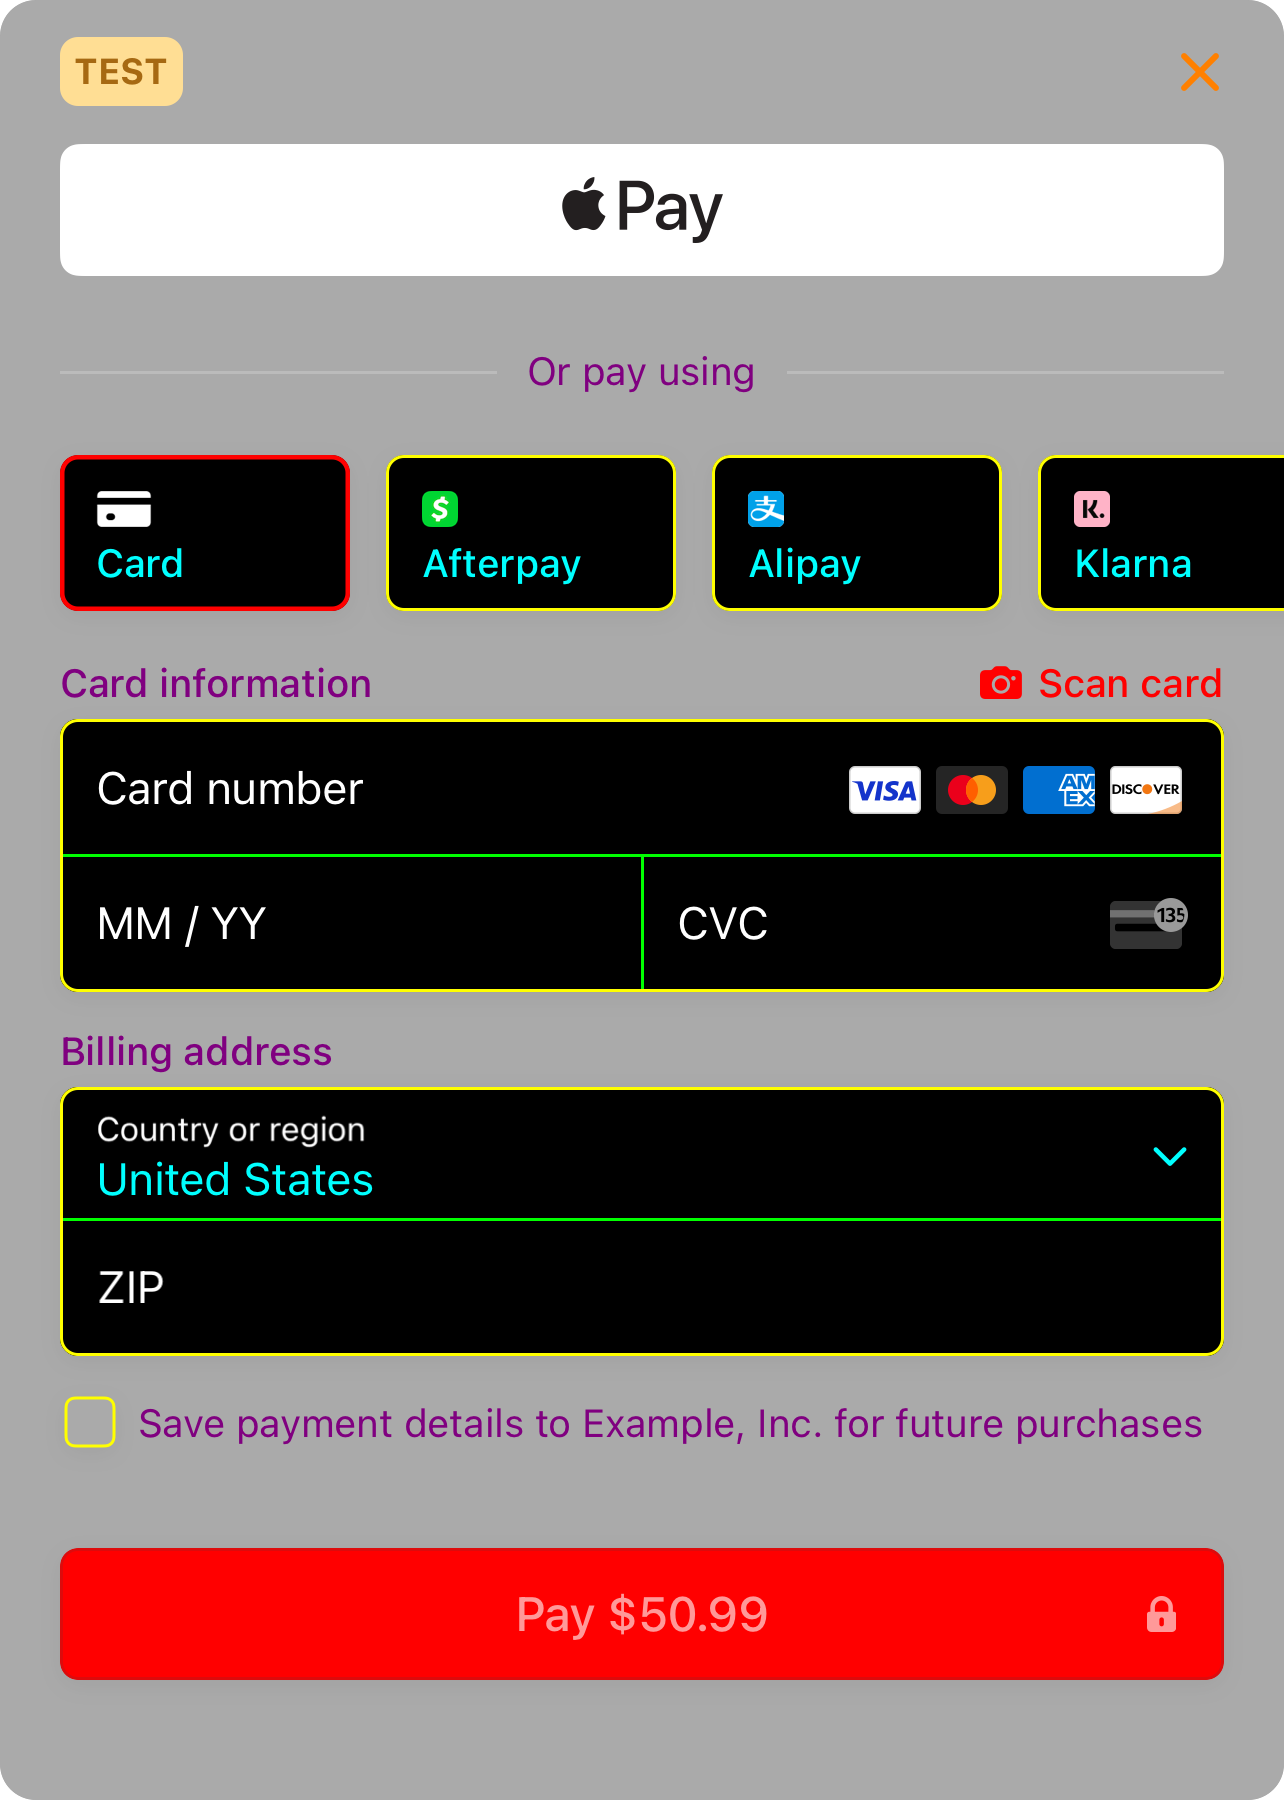 TEST
Pay
Or pay using
Card
$
Afterpay
支
Alipay
K.
Klarna
Card information
Scan card
Card number
VISA
AM
EX
DISCOVER
MM / YY
CVC
135
Billing address
Country or region
United States
ZIP
Save payment details to Example, Inc. for future purchases
Pay $50.99